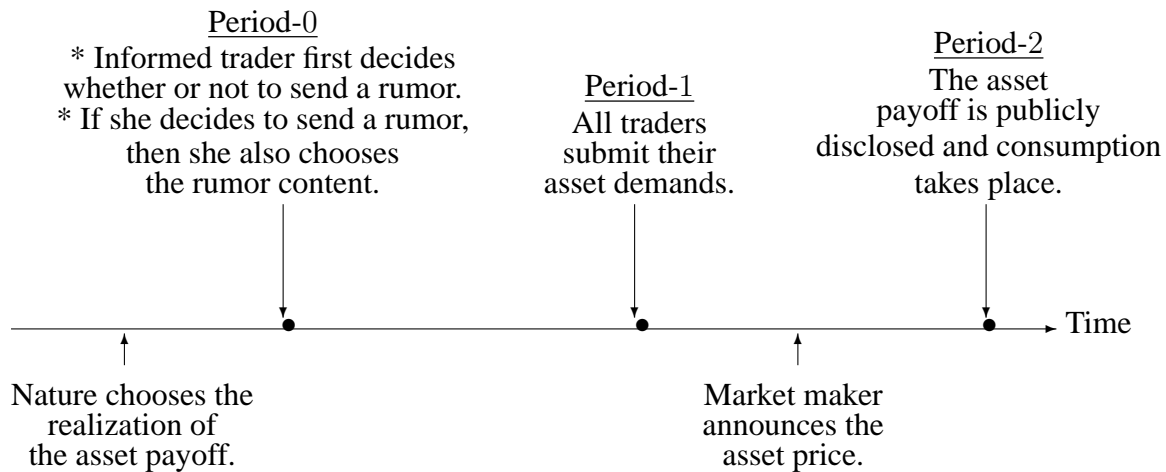 Period-0
* Informed trader first decides
whether or not to send a rumor.
* If she decides to send a rumor,
then she also chooses
the rumor content.
Period-1
All traders
submit their
asset demands.
Period-2
The asset
payoff is publicly
disclosed and consumption
takes place.
Time
Nature chooses the
realization of
the asset payoff.
Market maker
announces the
asset price.